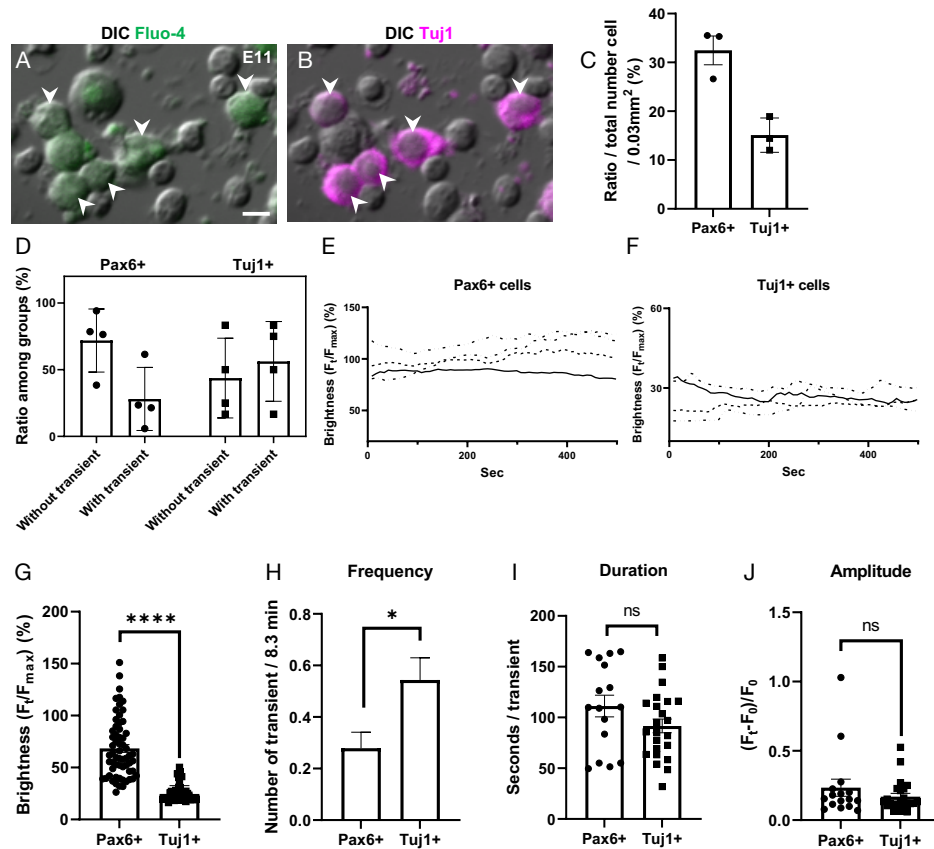 DIC Fluo-4
DIC Tuj1
A
E11
B
C
Ratio / total number cell
/ 0.03mm² (%)
40
30
20
10
0
Pax6+
Tuj1+
D
Ratio among groups (%)
Pax6+
Tuj1+
100
50
0
Without transient
With transient
Without transient
With transient
E
Pax6+ cells
Brightness (Fₜ/Fₘₐₓ) (%)
150
100
50
0
200
400
Sec
F
Tuj1+ cells
Brightness (Fₜ/Fₘₐₓ) (%)
60
30
0
200
400
Sec
G
Brightness (Fₜ/Fₘₐₓ) (%)
200
150
100
50
0
****
Pax6+
Tuj1+
H
Frequency
Number of transient / 8.3 min
0.8
0.6
0.4
0.2
0.0
*
Pax6+
Tuj1+
I
Duration
Seconds / transient
200
150
100
50
0
ns
Pax6+
Tuj1+
J
Amplitude
(Fₜ-F₀)/F₀
1.5
1.0
0.5
0.0
ns
Pax6+
Tuj1+